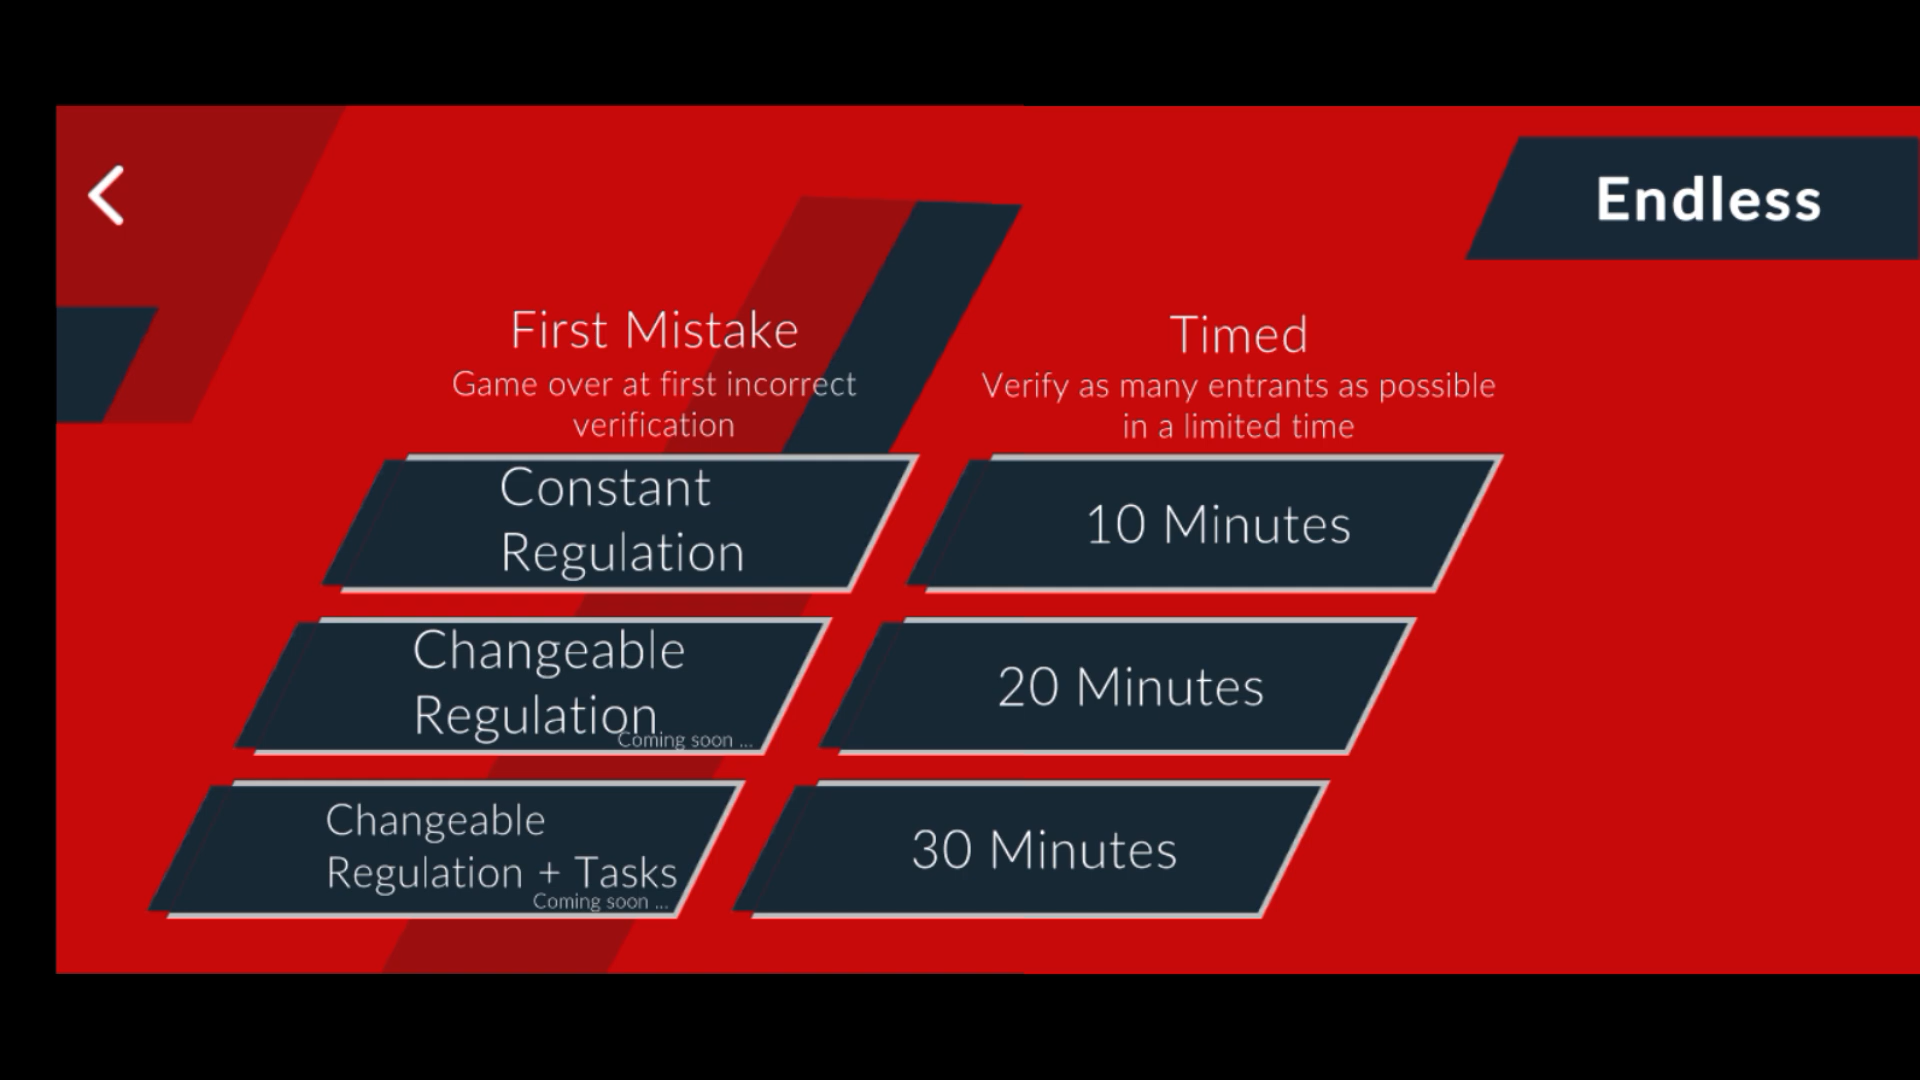 Endless
First Mistake
Game over at first incorrect
verification
Constant
Regulation
Changeable
Regulation
Coming soon ...
Changeable
Regulation + Tasks
Coming soon ...
Timed
Verify as many entrants as possible
in a limited time
10 Minutes
20 Minutes
30 Minutes